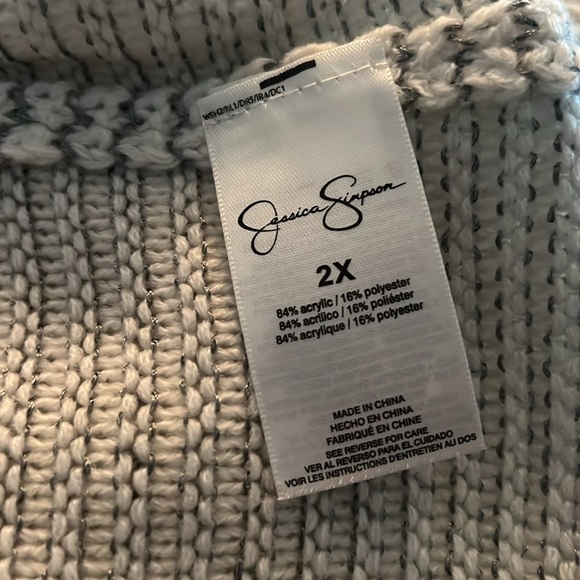 Jessica Simpson
2X
84% acrylic / 16% polyester
84% acrílico / 16% poliéster
84% acrylique / 16% polyester
MADE IN CHINA
HECHO EN CHINA
FABRIQUÉ EN CHINE
SEE REVERSE FOR CARE
VER AL REVERSO PARA EL CUIDADO
VOIR LES INSTRUCTIONS D'ENTRETIEN AU DOS